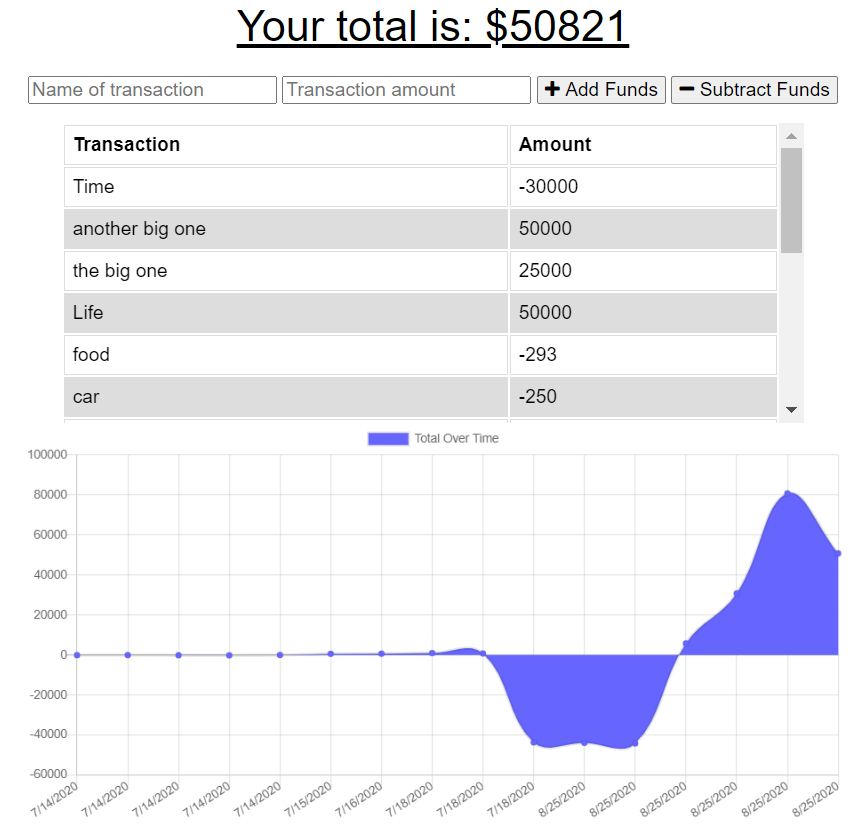 Your total is: $50821
Name of transaction Transaction amount + Add Funds − Subtract Funds
Transaction Amount
Time -30000
another big one 50000
the big one 25000
Life 50000
food -293
car -250
Total Over Time
100000
80000
60000
40000
20000
0
-20000
-40000
-60000
7/14/2020 7/14/2020 7/14/2020 7/14/2020 7/14/2020 7/15/2020 7/16/2020 7/18/2020 7/18/2020 7/18/2020 8/25/2020 8/25/2020 8/25/2020 8/25/2020 8/25/2020 8/25/2020